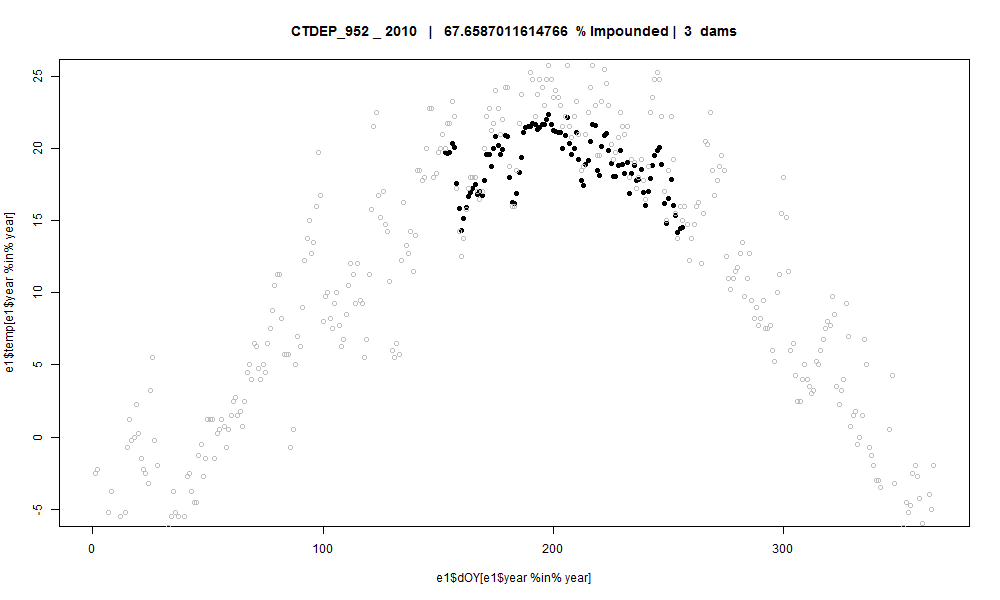 CTDEP_952 _ 2010 | 67.6587011614766 % Impounded | 3 dams
e1$temp[e1$year %in% year]
25
20
15
10
5
0
-5
0 100 200 300
e1$dOY[e1$year %in% year]